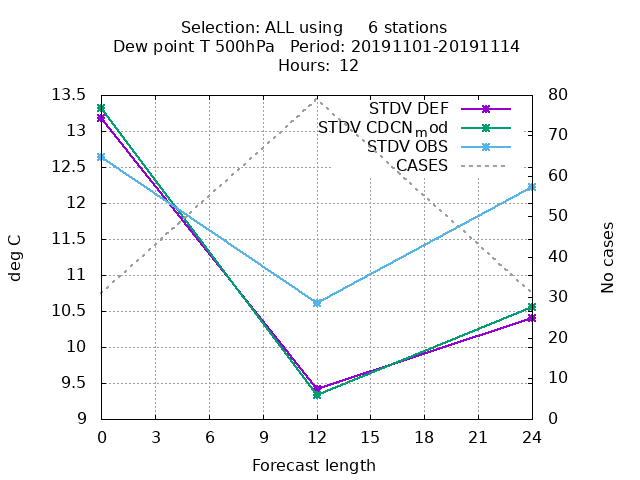 Selection: ALL using     6 stations
Dew point T 500hPa   Period: 20191101-20191114
Hours:  12
STDV DEF
STDV CDCN_mod
STDV OBS
CASES
13.5
13
12.5
12
11.5
11
10.5
10
9.5
9
80
70
60
50
40
30
20
10
0
0 3 6 9 12 15 18 21 24
deg C
No cases
Forecast length